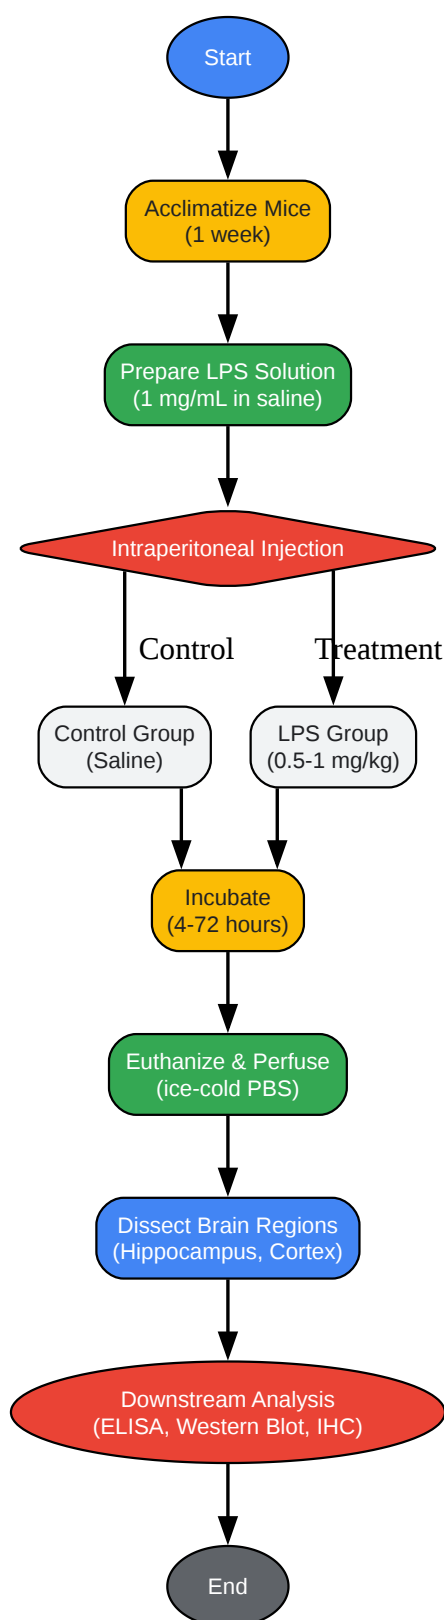 Start
Acclimatize Mice
(1 week)
Prepare LPS Solution
(1 mg/mL in saline)
Intraperitoneal Injection
Control
Treatment
Control Group
(Saline)
LPS Group
(0.5-1 mg/kg)
Incubate
(4-72 hours)
Euthanize & Perfuse
(ice-cold PBS)
Dissect Brain Regions
(Hippocampus, Cortex)
Downstream Analysis
(ELISA, Western Blot, IHC)
End